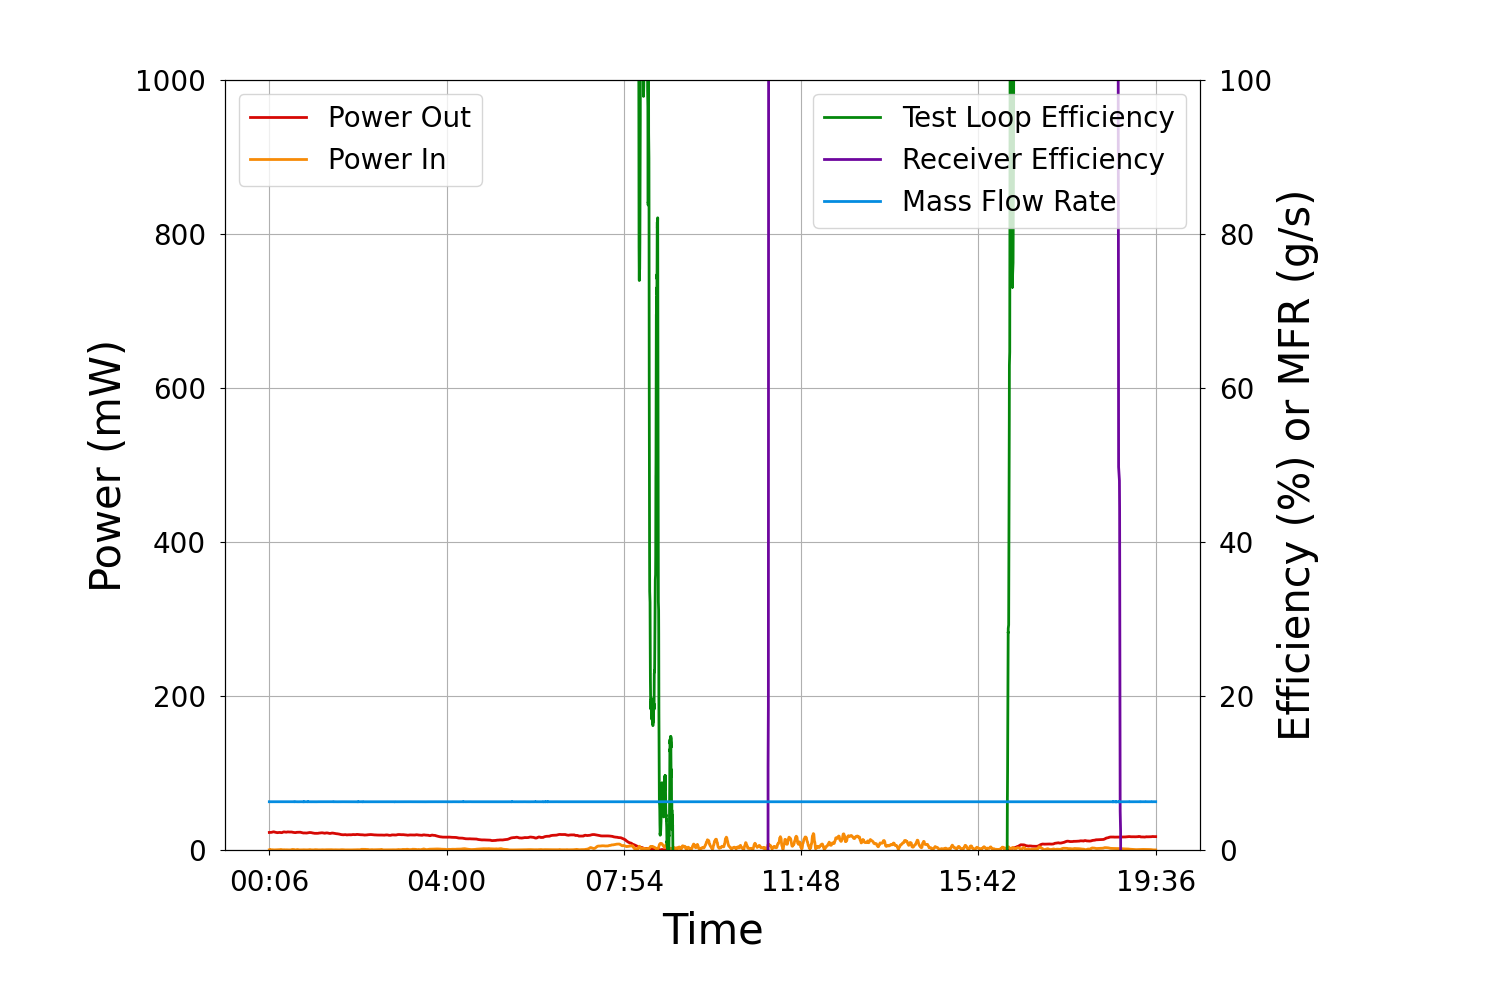 1000
800
600
400
200
0
Power (mW)
Power Out
Power In
Test Loop Efficiency
Receiver Efficiency
Mass Flow Rate
100
80
60
40
20
0
Efficiency (%) or MFR (g/s)
00:06
04:00
07:54
11:48
15:42
19:36
Time